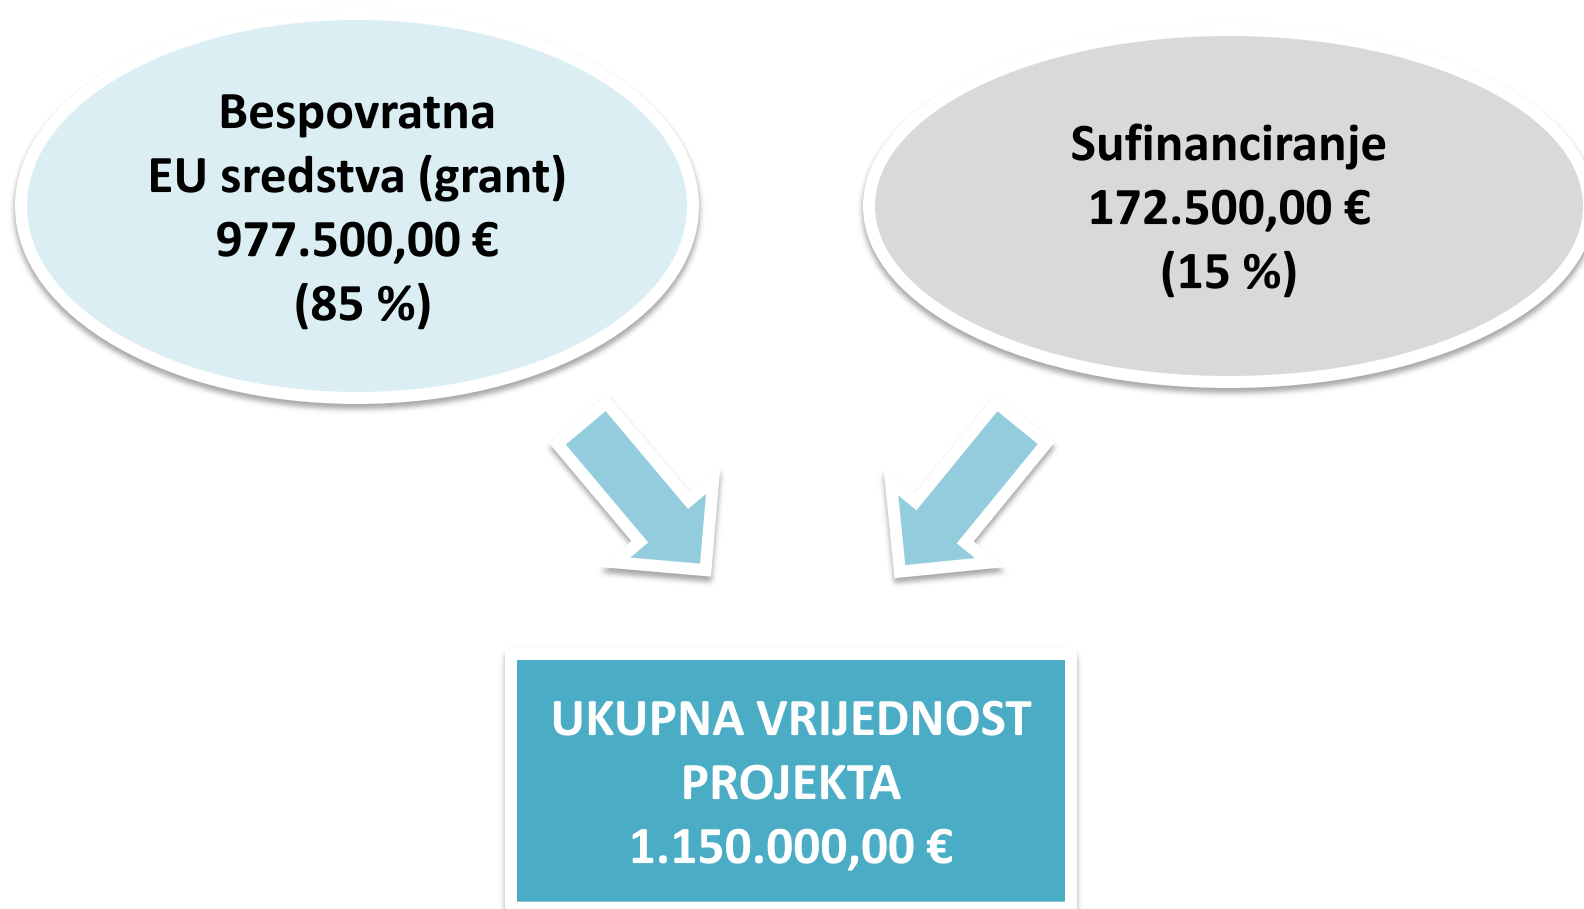 Bespovratna
EU sredstva (grant)
977.500,00 €
(85 %)
Sufinanciranje
172.500,00 €
(15 %)
UKUPNA VRIJEDNOST
PROJEKTA
1.150.000,00 €